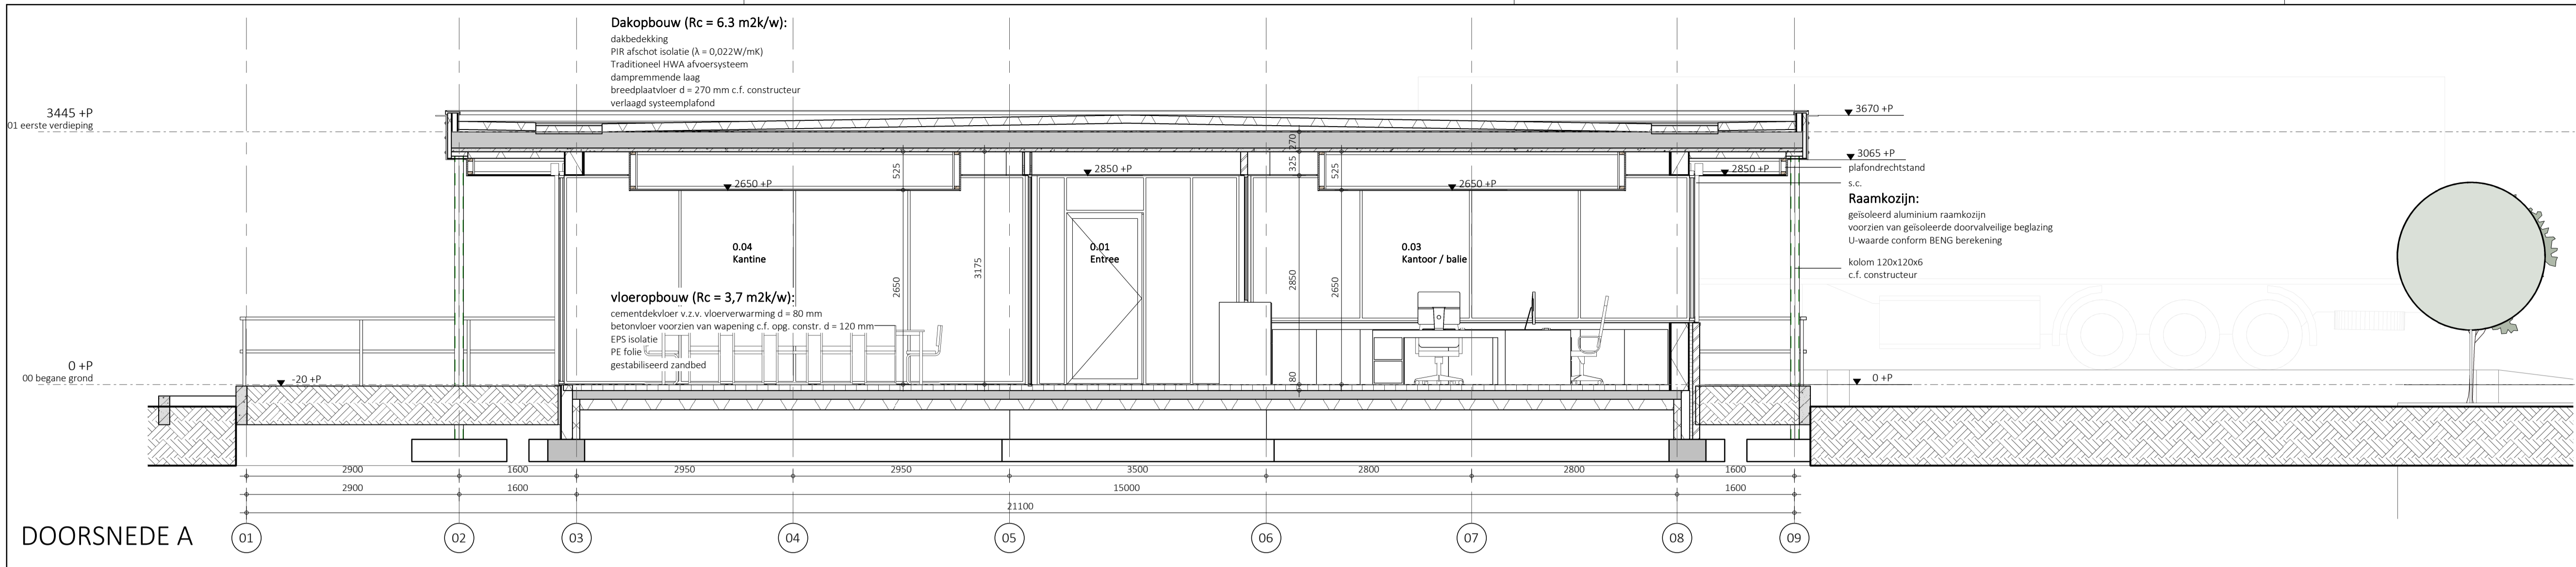 Dakopbouw (Rc = 6.3 m2k/w):
dakbedekking
PIR afschot isolatie (λ = 0,022W/mK)
Traditioneel HWA afvoersysteem
dampremmende laag
breedplaatvloer d = 270 mm c.f. constructeur
verlaagd systeemplafond
3445 +P
01 eerste verdieping
3670 +P
3065 +P
plafondrechtstand
s.c.
Raamkozijn:
geïsoleerd aluminium raamkozijn
voorzien van geïsoleerde doorvalveilige beglazing
U-waarde conform BENG berekening
kolom 120x120x6
c.f. constructeur
270
325
525
525
2650 +P
2850 +P
2650 +P
2850 +P
0.04
Kantine
0.01
Entree
0.03
Kantoor / balie
2650
3175
2850
2650
80
vloeropbouw (Rc = 3,7 m2k/w):
cementdekvloer v.z.v. vloerverwarming d = 80 mm
betonvloer voorzien van wapening c.f. opg. constr. d = 120 mm
EPS isolatie
PE folie
gestabiliseerd zandbed
0 +P
00 begane grond
-20 +P
0 +P
2900 1600 2950 2950 3500 2800 2800 1600
2900 1600 15000 1600
21100
DOORSNEDE A
01 02 03 04 05 06 07 08 09